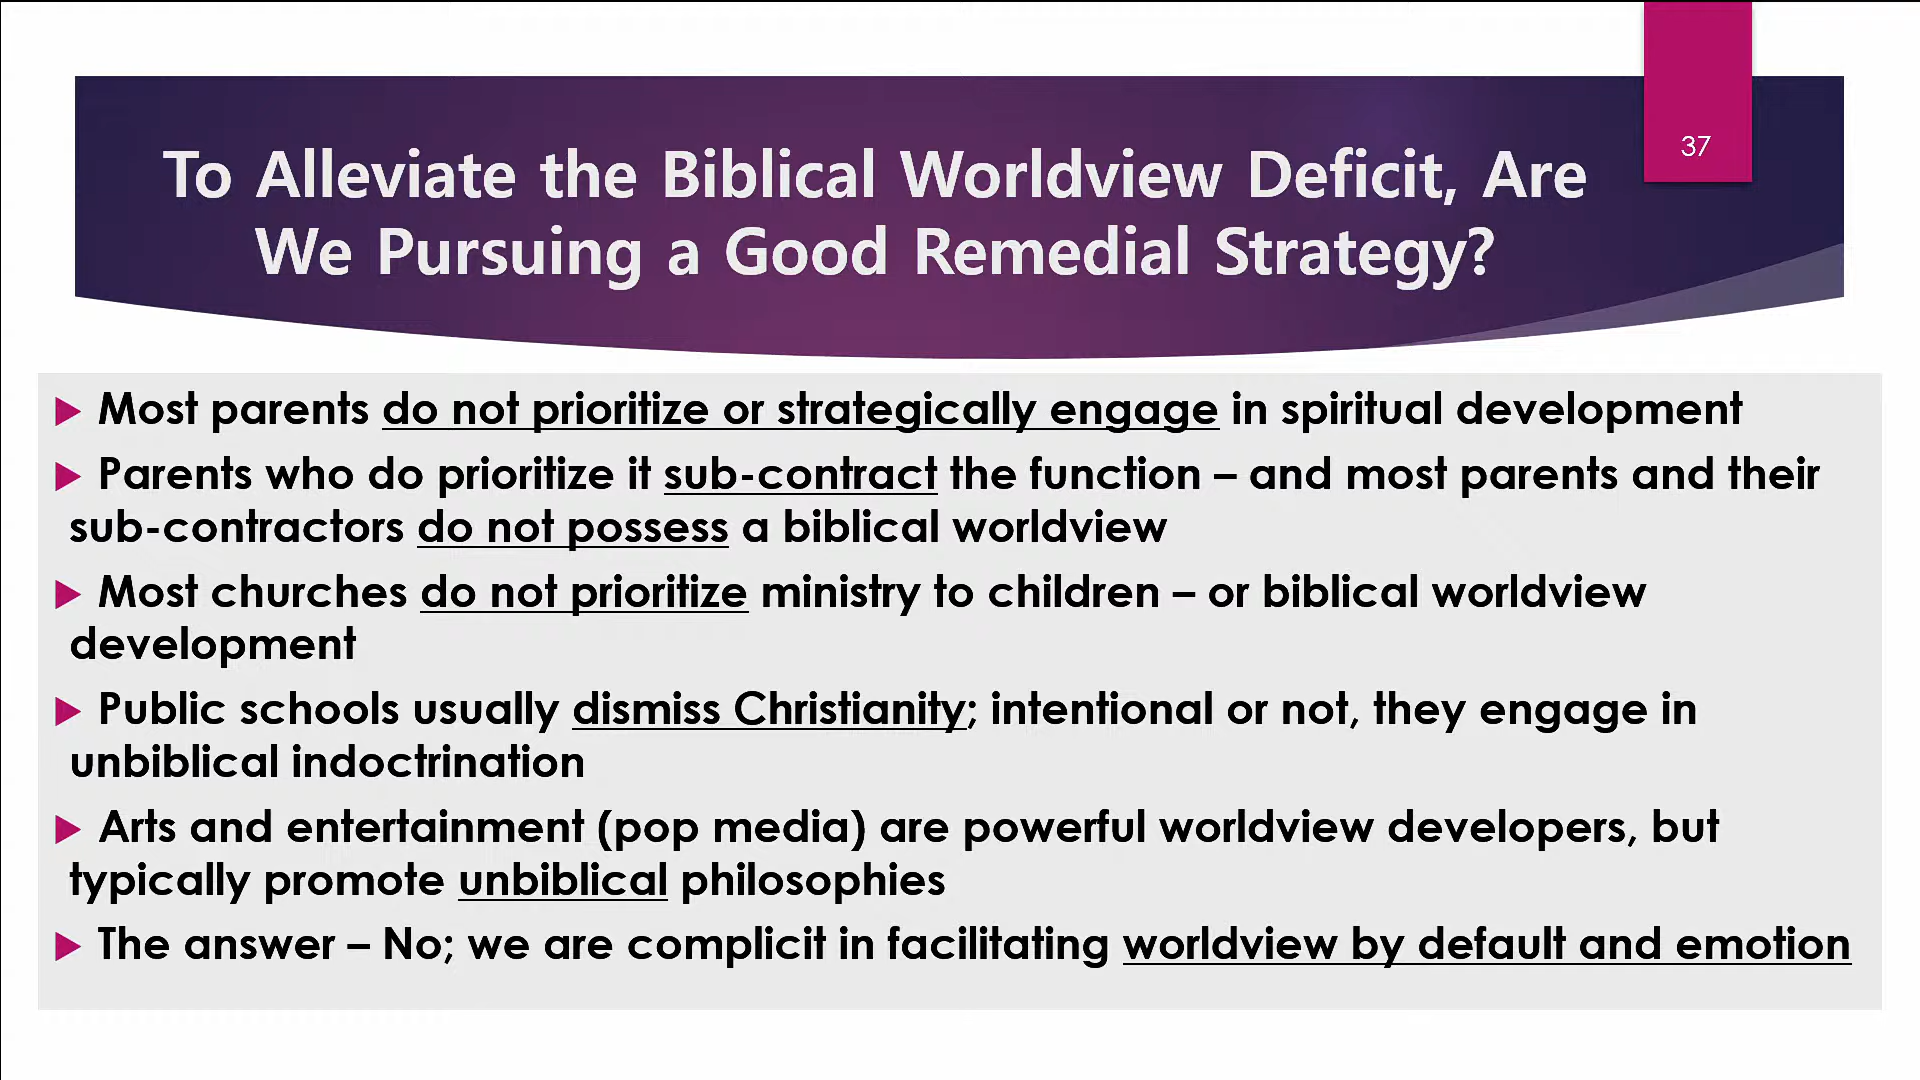 37
To Alleviate the Biblical Worldview Deficit, Are
We Pursuing a Good Remedial Strategy?
Most parents do not prioritize or strategically engage in spiritual development
Parents who do prioritize it sub-contract the function – and most parents and their
sub-contractors do not possess a biblical worldview
Most churches do not prioritize ministry to children – or biblical worldview
development
Public schools usually dismiss Christianity; intentional or not, they engage in
unbiblical indoctrination
Arts and entertainment (pop media) are powerful worldview developers, but
typically promote unbiblical philosophies
The answer – No; we are complicit in facilitating worldview by default and emotion